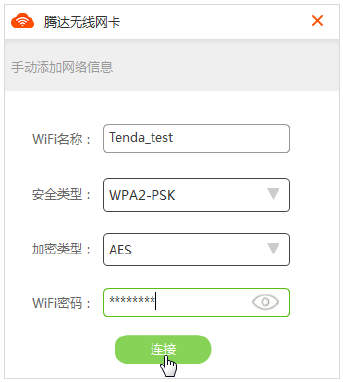 腾达无线网卡
手动添加网络信息
WiFi名称： Tenda_test
安全类型： WPA2-PSK
加密类型： AES
WiFi密码： ********
连接